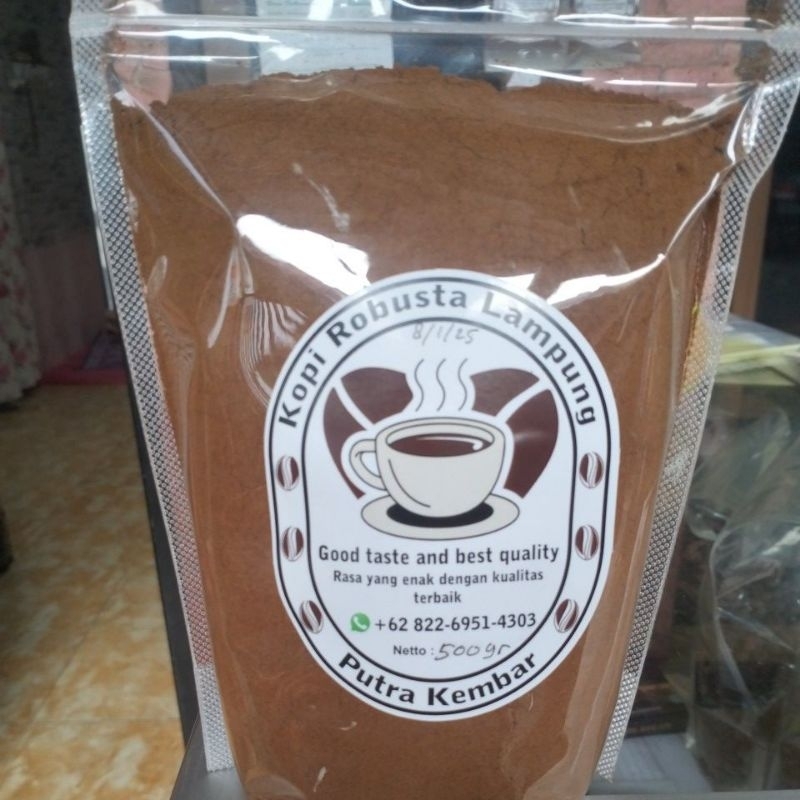 Kopi Robusta Lampung
8/1/25
Good taste and best quality
Rasa yang enak dengan kualitas
terbaik
+62 822-6951-4303
Netto : 500 gr
Putra Kembar